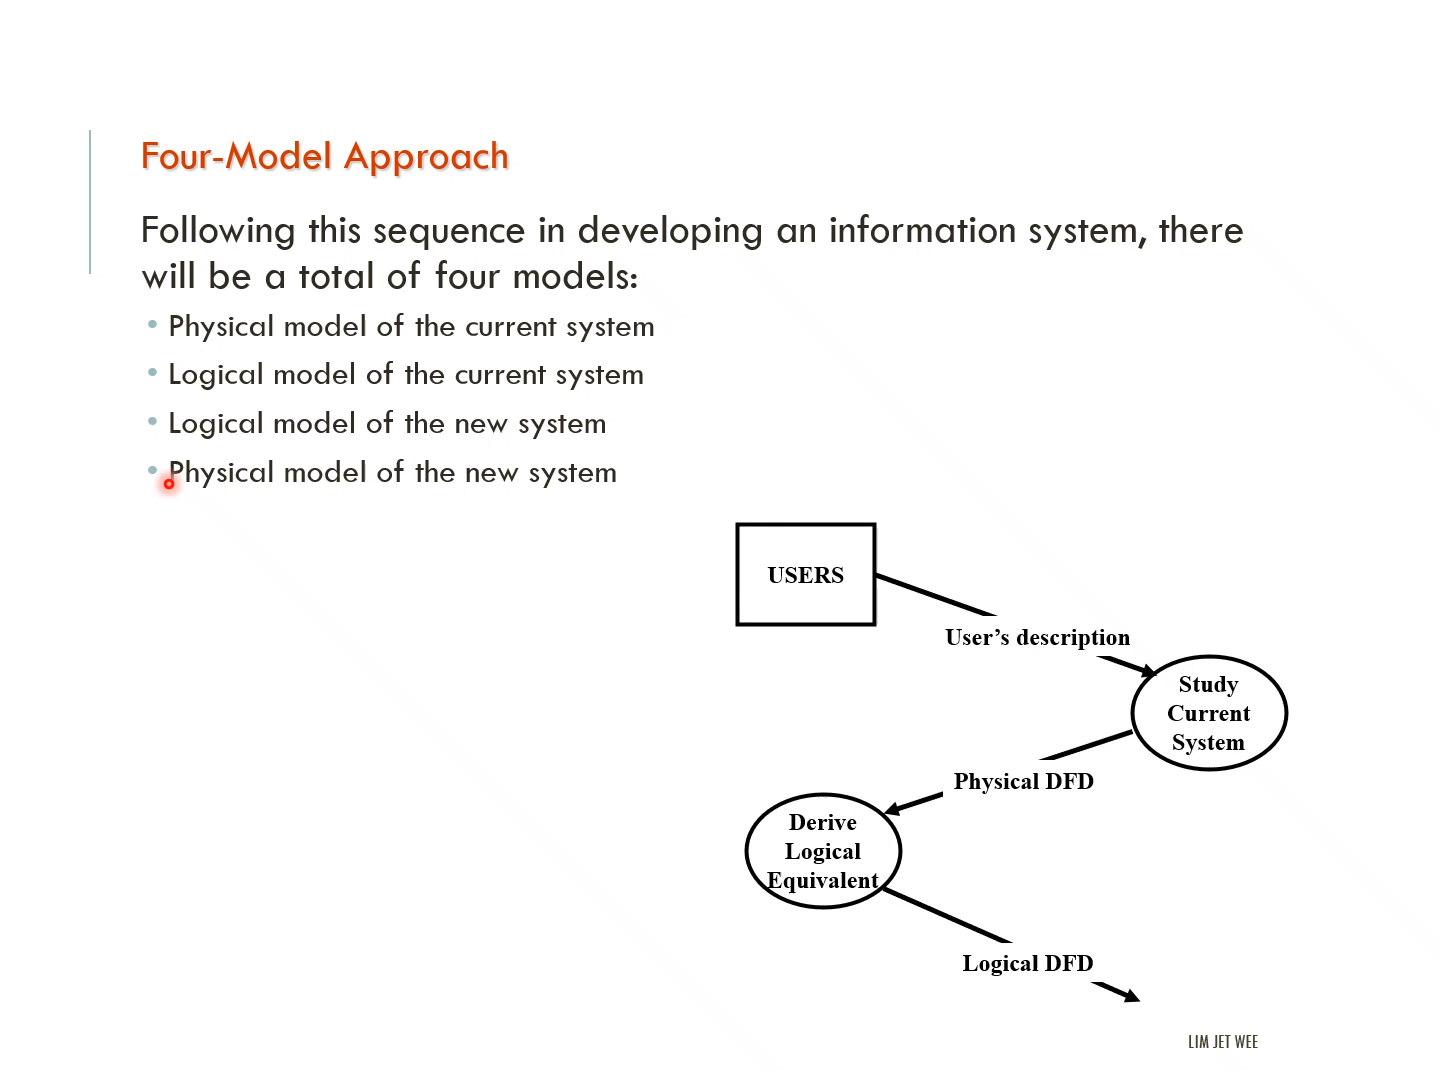 Four-Model Approach
Following this sequence in developing an information system, there
will be a total of four models:
• Physical model of the current system
• Logical model of the current system
• Logical model of the new system
• Physical model of the new system
USERS
User’s description
Study
Current
System
Physical DFD
Derive
Logical
Equivalent
Logical DFD
LIM JET WEE